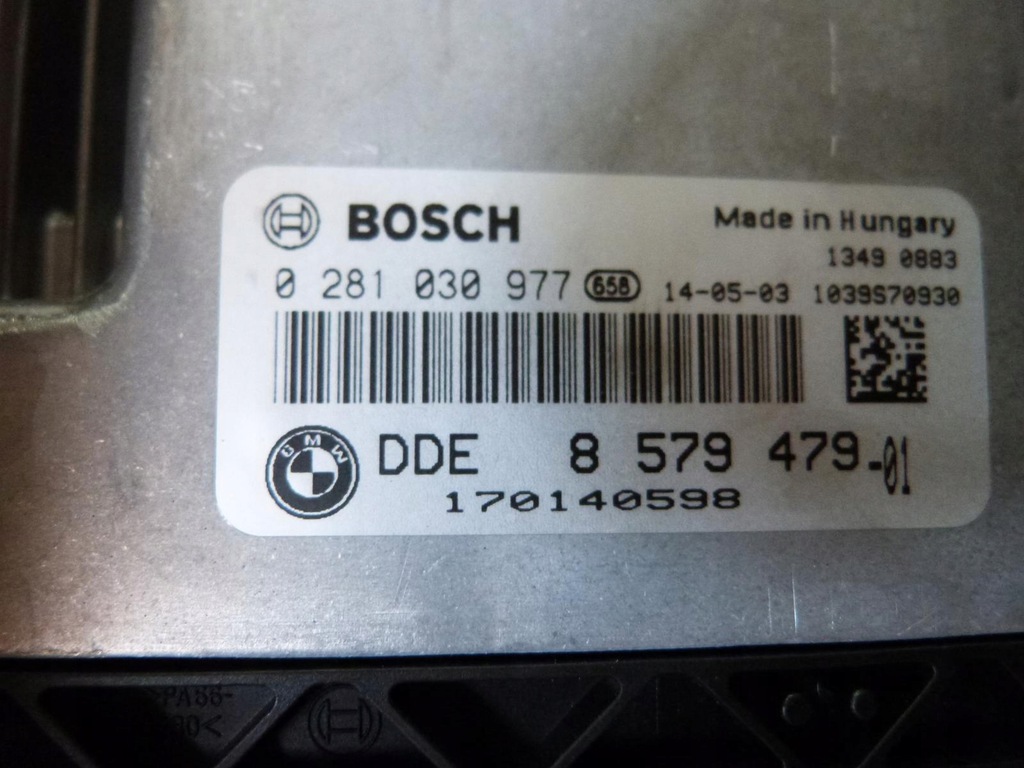 BOSCH Made in Hungary
1349 0883
0 281 030 977 658 14-05-03 1039S70930
BMW DDE 8 579 479-01
170140598